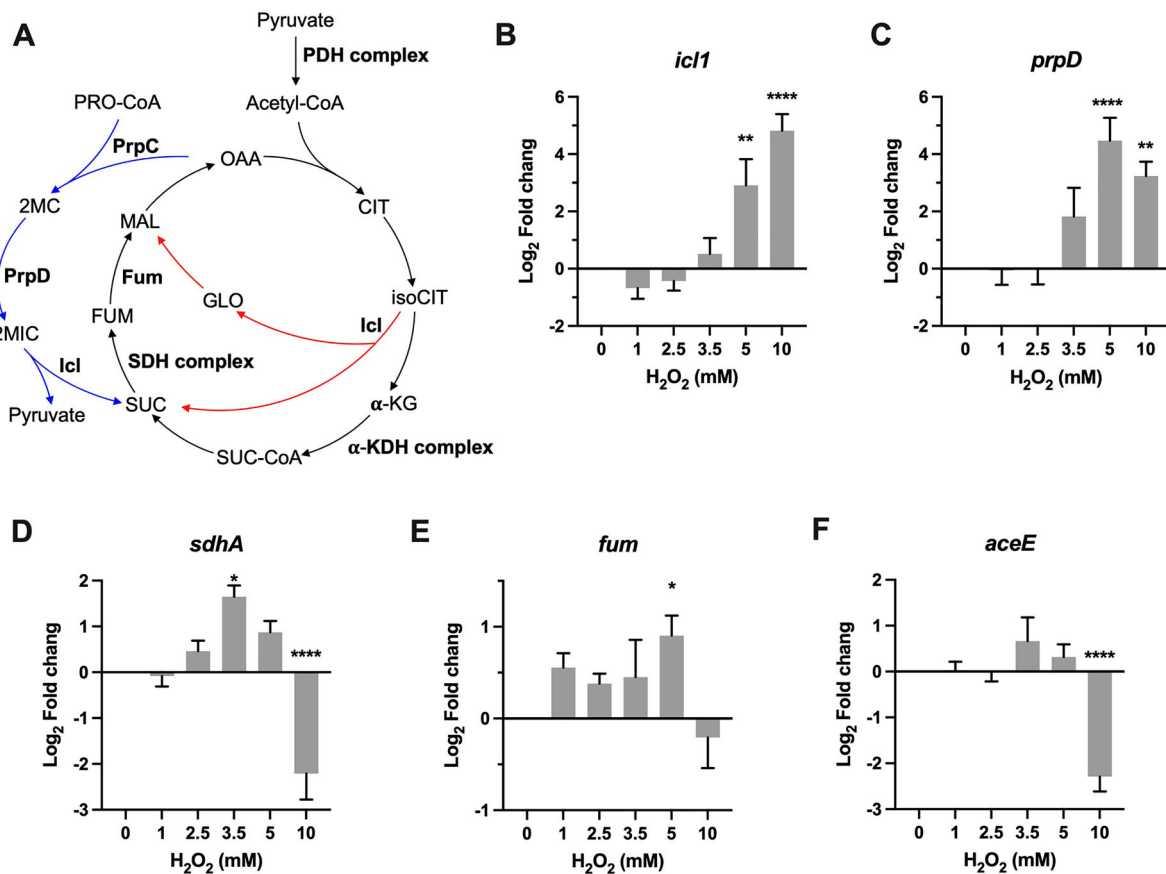 A
Pyruvate
PDH complex
PRO-CoA
Acetyl-CoA
PrpC
OAA
2MC
MAL
CIT
PrpD
Fum
GLO
isoCIT
2MIC
FUM
Icl
Icl
SDH complex
Pyruvate
SUC
α-KG
SUC-CoA
α-KDH complex
B
icl1
Log2 Fold chang
6
4
2
0
-2
**
****
0 1 2.5 3.5 5 10
H2O2 (mM)
C
prpD
Log2 Fold chang
6
4
2
0
-2
****
**
0 1 2.5 3.5 5 10
H2O2 (mM)
D
sdhA
Log2 Fold chang
2
1
0
-1
-2
-3
*
****
0 1 2.5 3.5 5 10
H2O2 (mM)
E
fum
Log2 Fold chang
1
0
-1
*
0 1 2.5 3.5 5 10
H2O2 (mM)
F
aceE
Log2 Fold chang
2
1
0
-1
-2
-3
****
0 1 2.5 3.5 5 10
H2O2 (mM)